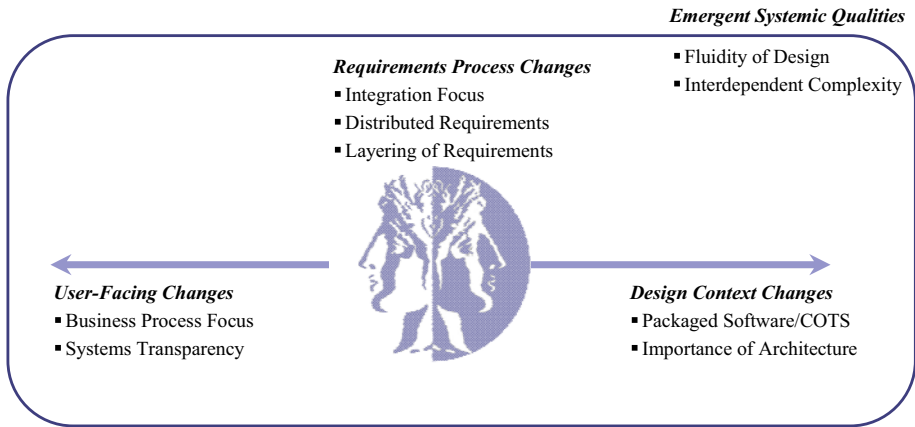 Emergent Systemic Qualities
▪ Fluidity of Design
▪ Interdependent Complexity
Requirements Process Changes
▪ Integration Focus
▪ Distributed Requirements
▪ Layering of Requirements
User-Facing Changes
▪ Business Process Focus
▪ Systems Transparency
Design Context Changes
▪ Packaged Software/COTS
▪ Importance of Architecture